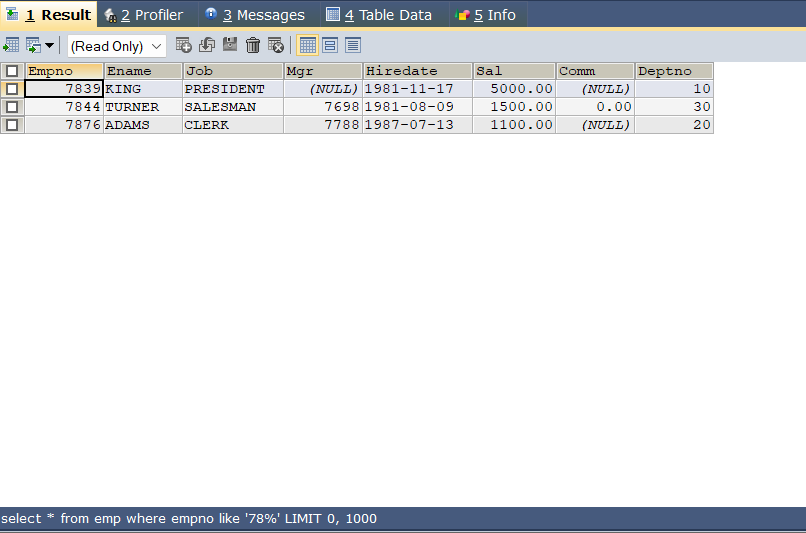 1 Result 2 Profiler 3 Messages 4 Table Data 5 Info
(Read Only)
Empno Ename Job Mgr Hiredate Sal Comm Deptno
7839 KING PRESIDENT (NULL) 1981-11-17 5000.00 (NULL) 10
7844 TURNER SALESMAN 7698 1981-08-09 1500.00 0.00 30
7876 ADAMS CLERK 7788 1987-07-13 1100.00 (NULL) 20
select * from emp where empno like '78%' LIMIT 0, 1000